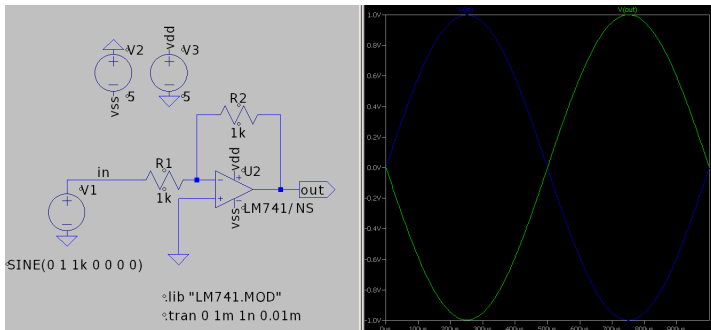 V2
5
vss
vdd
V3
5
R2
1k
in
R1
1k
V1
vdd
U2
out
vss
LM741/NS
SINE(0 1 1k 0 0 0 0)
.lib "LM741.MOD"
.tran 0 1m 1n 0.01m
V(out)
1.0V
0.8V
0.6V
0.4V
0.2V
0.0V
-0.2V
-0.4V
-0.6V
-0.8V
-1.0V